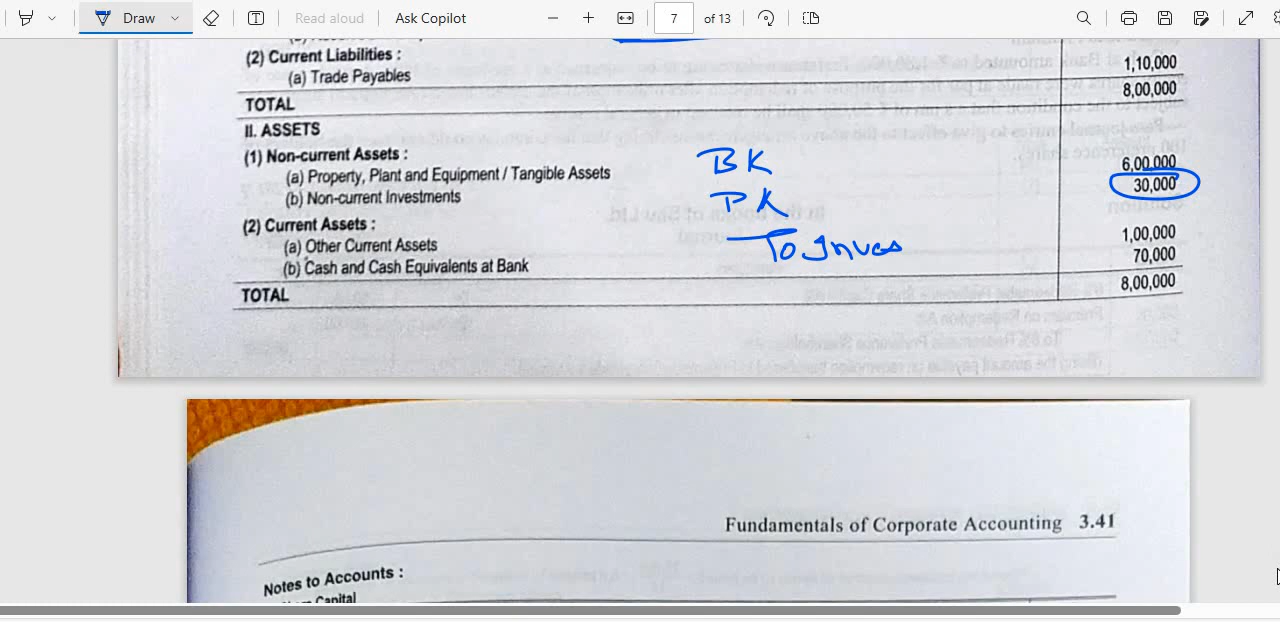 Draw Read aloud Ask Copilot 7 of 13
(2) Current Liabilities :
(a) Trade Payables 1,10,000
TOTAL 8,00,000
II. ASSETS
(1) Non-current Assets :
(a) Property, Plant and Equipment / Tangible Assets 6,00,000
(b) Non-current Investments 30,000
BK
PK
To Inves
(2) Current Assets :
(a) Other Current Assets 1,00,000
(b) Cash and Cash Equivalents at Bank 70,000
TOTAL 8,00,000
Fundamentals of Corporate Accounting 3.41
Notes to Accounts :
Capital